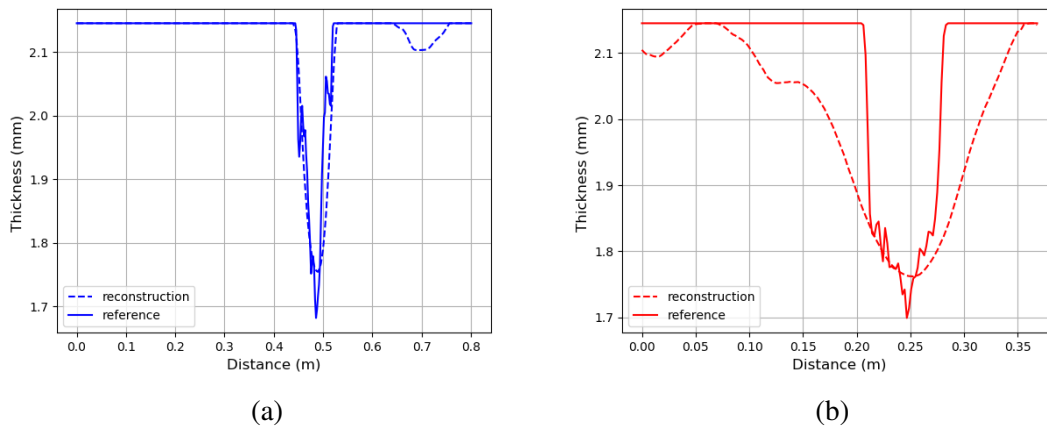 2.1
2.0
1.9
1.8
1.7
Thickness (mm)
reconstruction
reference
0.0 0.1 0.2 0.3 0.4 0.5 0.6 0.7 0.8
Distance (m)
(a)
2.1
2.0
1.9
1.8
1.7
Thickness (mm)
reconstruction
reference
0.00 0.05 0.10 0.15 0.20 0.25 0.30 0.35
Distance (m)
(b)